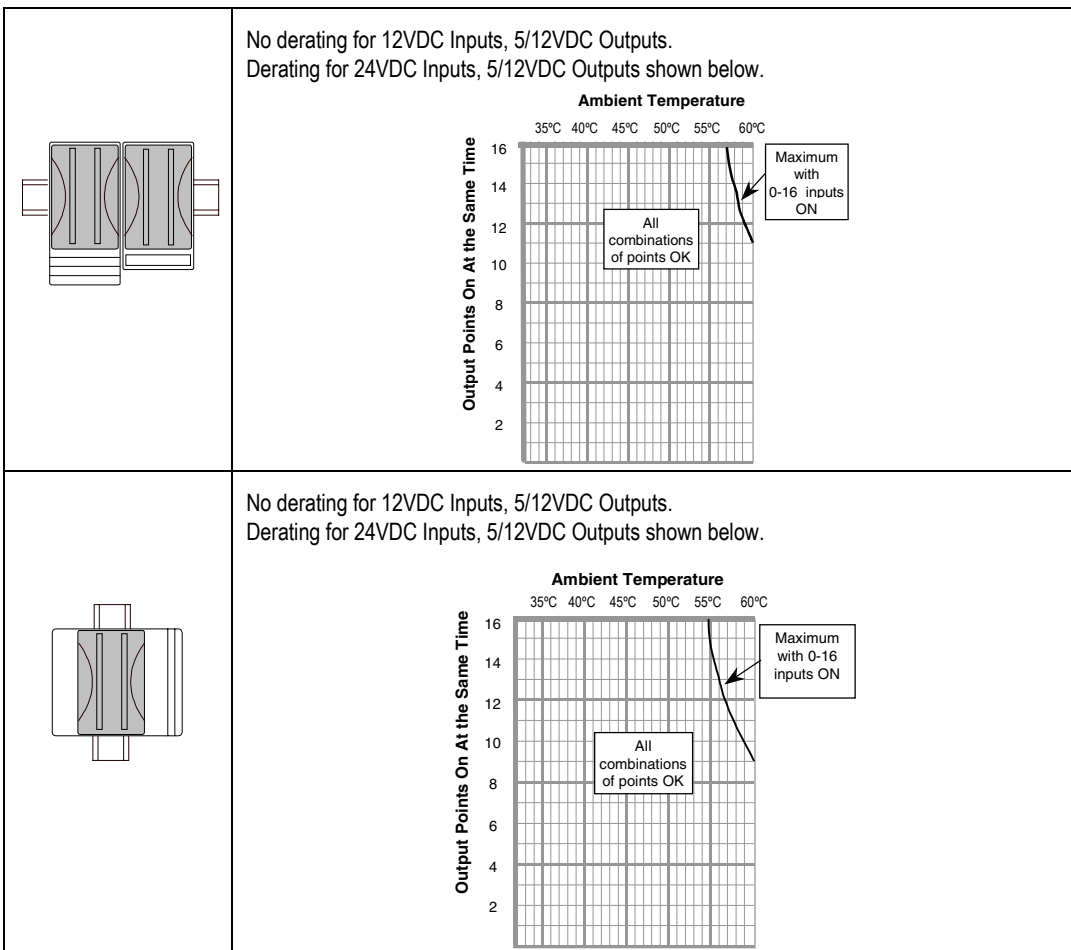 No derating for 12VDC Inputs, 5/12VDC Outputs.
Derating for 24VDC Inputs, 5/12VDC Outputs shown below.
Ambient Temperature
35ºC 40ºC 45ºC 50ºC 55ºC 60ºC
Output Points On At the Same Time
16
14
12
10
8
6
4
2
Maximum
with
0-16 inputs
ON
All
combinations
of points OK
No derating for 12VDC Inputs, 5/12VDC Outputs.
Derating for 24VDC Inputs, 5/12VDC Outputs shown below.
Ambient Temperature
35ºC 40ºC 45ºC 50ºC 55ºC 60ºC
Output Points On At the Same Time
16
14
12
10
8
6
4
2
Maximum
with 0-16
inputs ON
All
combinations
of points OK